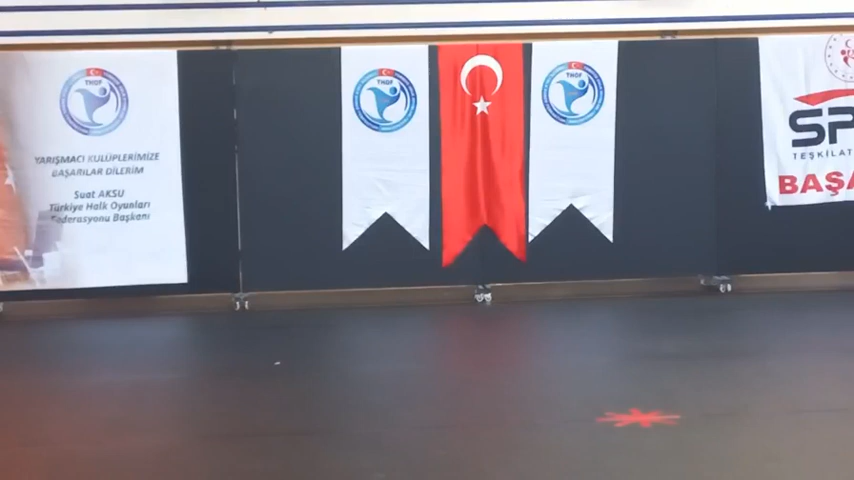 THOF
YARIŞMACI KULÜPLERİMİZE
BAŞARILAR DİLERİM
Suat AKSU
Türkiye Halk Oyunları
Federasyonu Başkanı
THOF
THOF
SP
TEŞKİLAT
BAŞA